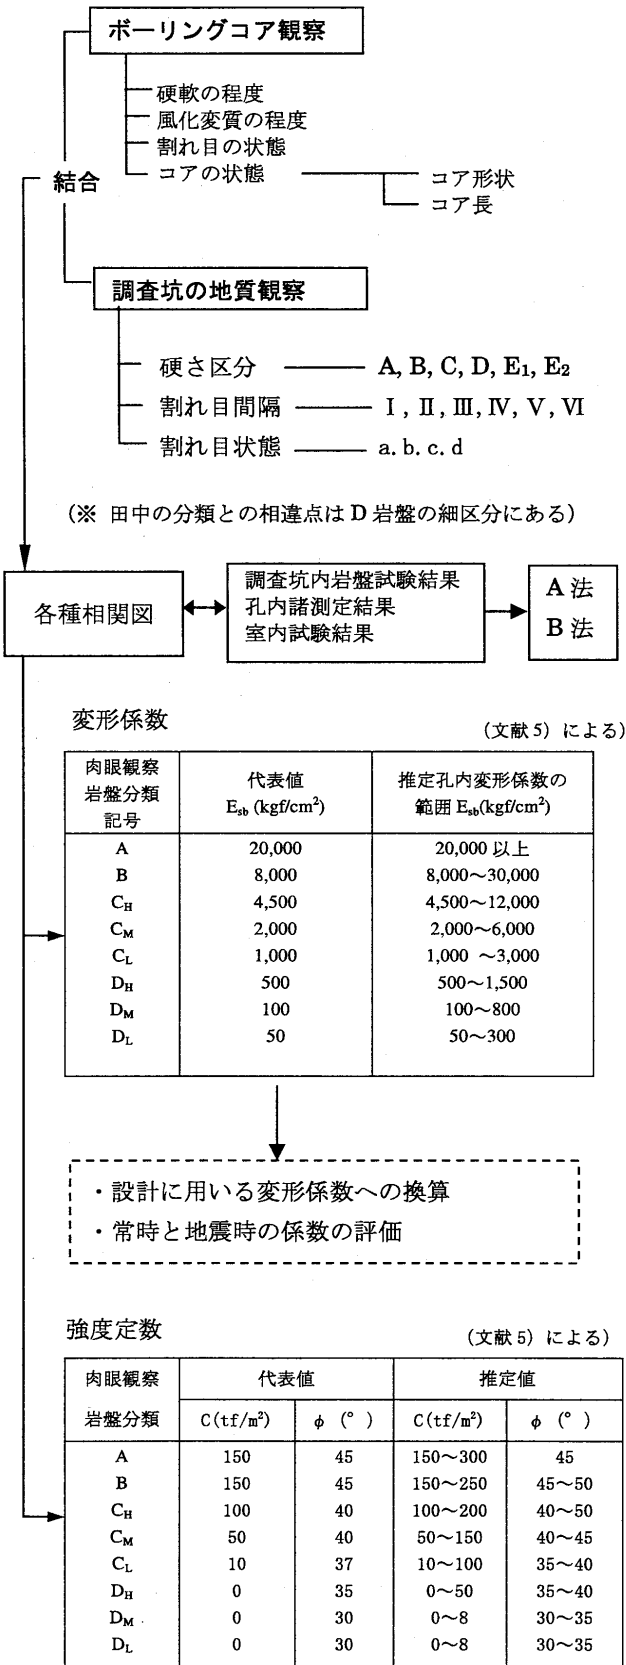 ボーリングコア観察
硬軟の程度
風化変質の程度
割れ目の状態
コアの状態
コア形状
コア長
結合
調査坑の地質観察
硬さ区分 A, B, C, D, E₁, E₂
割れ目間隔 Ⅰ, Ⅱ, Ⅲ, Ⅳ, Ⅴ, Ⅵ
割れ目状態 a. b. c. d
(※ 田中の分類との相違点は D 岩盤の細区分にある)
各種相関図
調査坑内岩盤試験結果
孔内諸測定結果
室内試験結果
A 法
B 法
変形係数
(文献 5) による)
肉眼観察
岩盤分類
記号
代表値
Esb (kgf/cm²)
推定孔内変形係数の
範囲 Esb(kgf/cm²)
A 20,000 20,000 以上
B 8,000 8,000～30,000
CH 4,500 4,500～12,000
CM 2,000 2,000～6,000
CL 1,000 1,000 ～3,000
DH 500 500～1,500
DM 100 100～800
DL 50 50～300
・設計に用いる変形係数への換算
・常時と地震時の係数の評価
強度定数
(文献 5) による)
肉眼観察
岩盤分類
代表値 推定値
C(tf/m²) φ (°) C(tf/m²) φ (°)
A 150 45 150～300 45
B 150 45 150～250 45～50
CH 100 40 100～200 40～50
CM 50 40 50～150 40～45
CL 10 37 10～100 35～40
DH 0 35 0～50 35～40
DM 0 30 0～8 30～35
DL 0 30 0～8 30～35